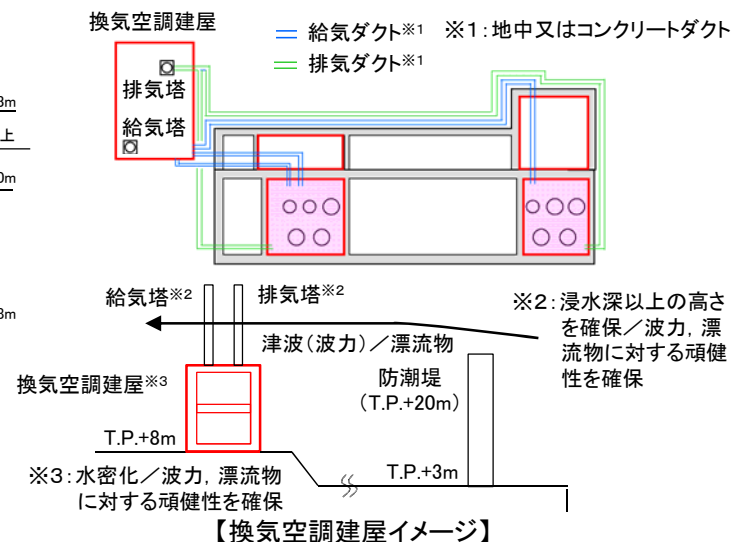 換気空調建屋
給気ダクト※1
※1:地中又はコンクリートダクト
排気ダクト※1
排気塔
給気塔
3m
上
0m
3m
給気塔※2
排気塔※2
※2:浸水深以上の高さ
を確保/波力,漂
流物に対する頑健
性を確保
津波(波力)/漂流物
換気空調建屋※3
防潮堤
(T.P.+20m)
T.P.+8m
T.P.+3m
※3:水密化/波力,漂流物
に対する頑健性を確保
【換気空調建屋イメージ】